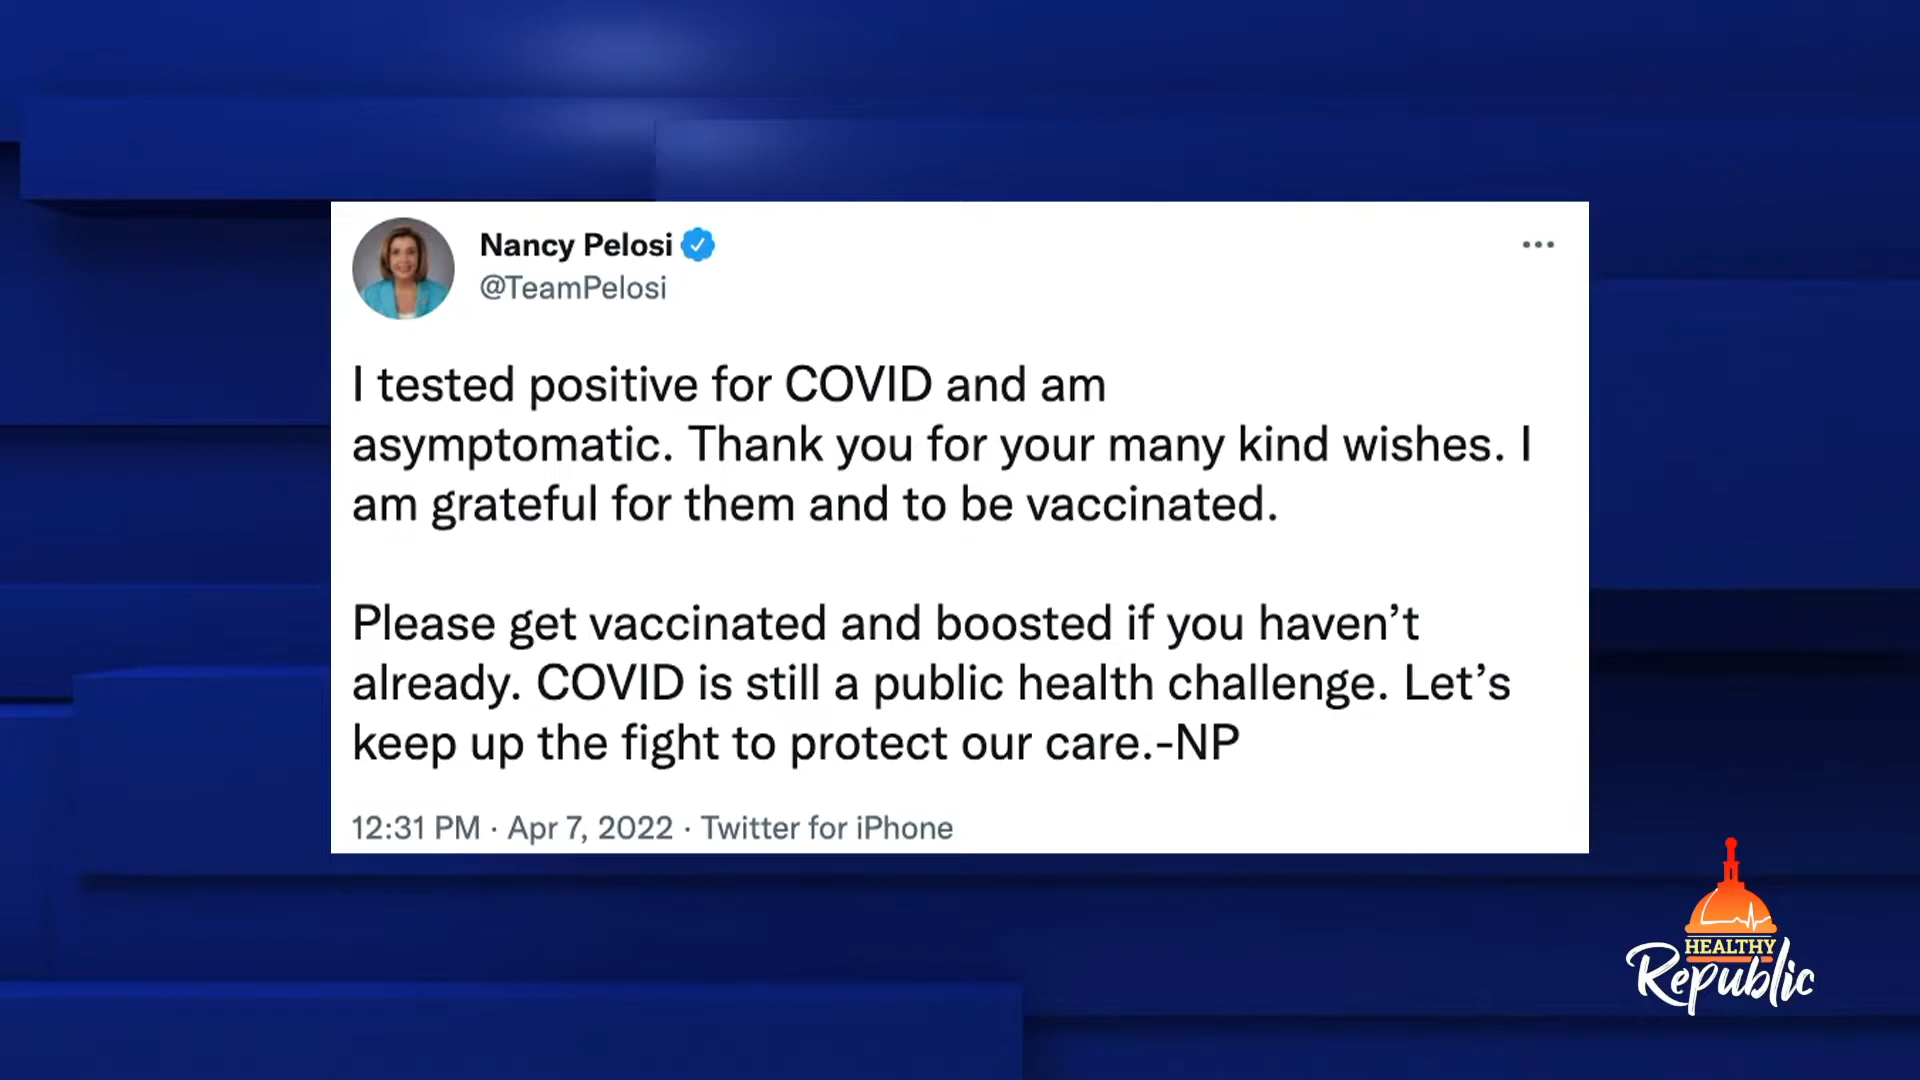 Nancy Pelosi
@TeamPelosi
I tested positive for COVID and am
asymptomatic. Thank you for your many kind wishes. I
am grateful for them and to be vaccinated.
Please get vaccinated and boosted if you haven’t
already. COVID is still a public health challenge. Let’s
keep up the fight to protect our care.-NP
12:31 PM · Apr 7, 2022 · Twitter for iPhone
HEALTHY
Republic